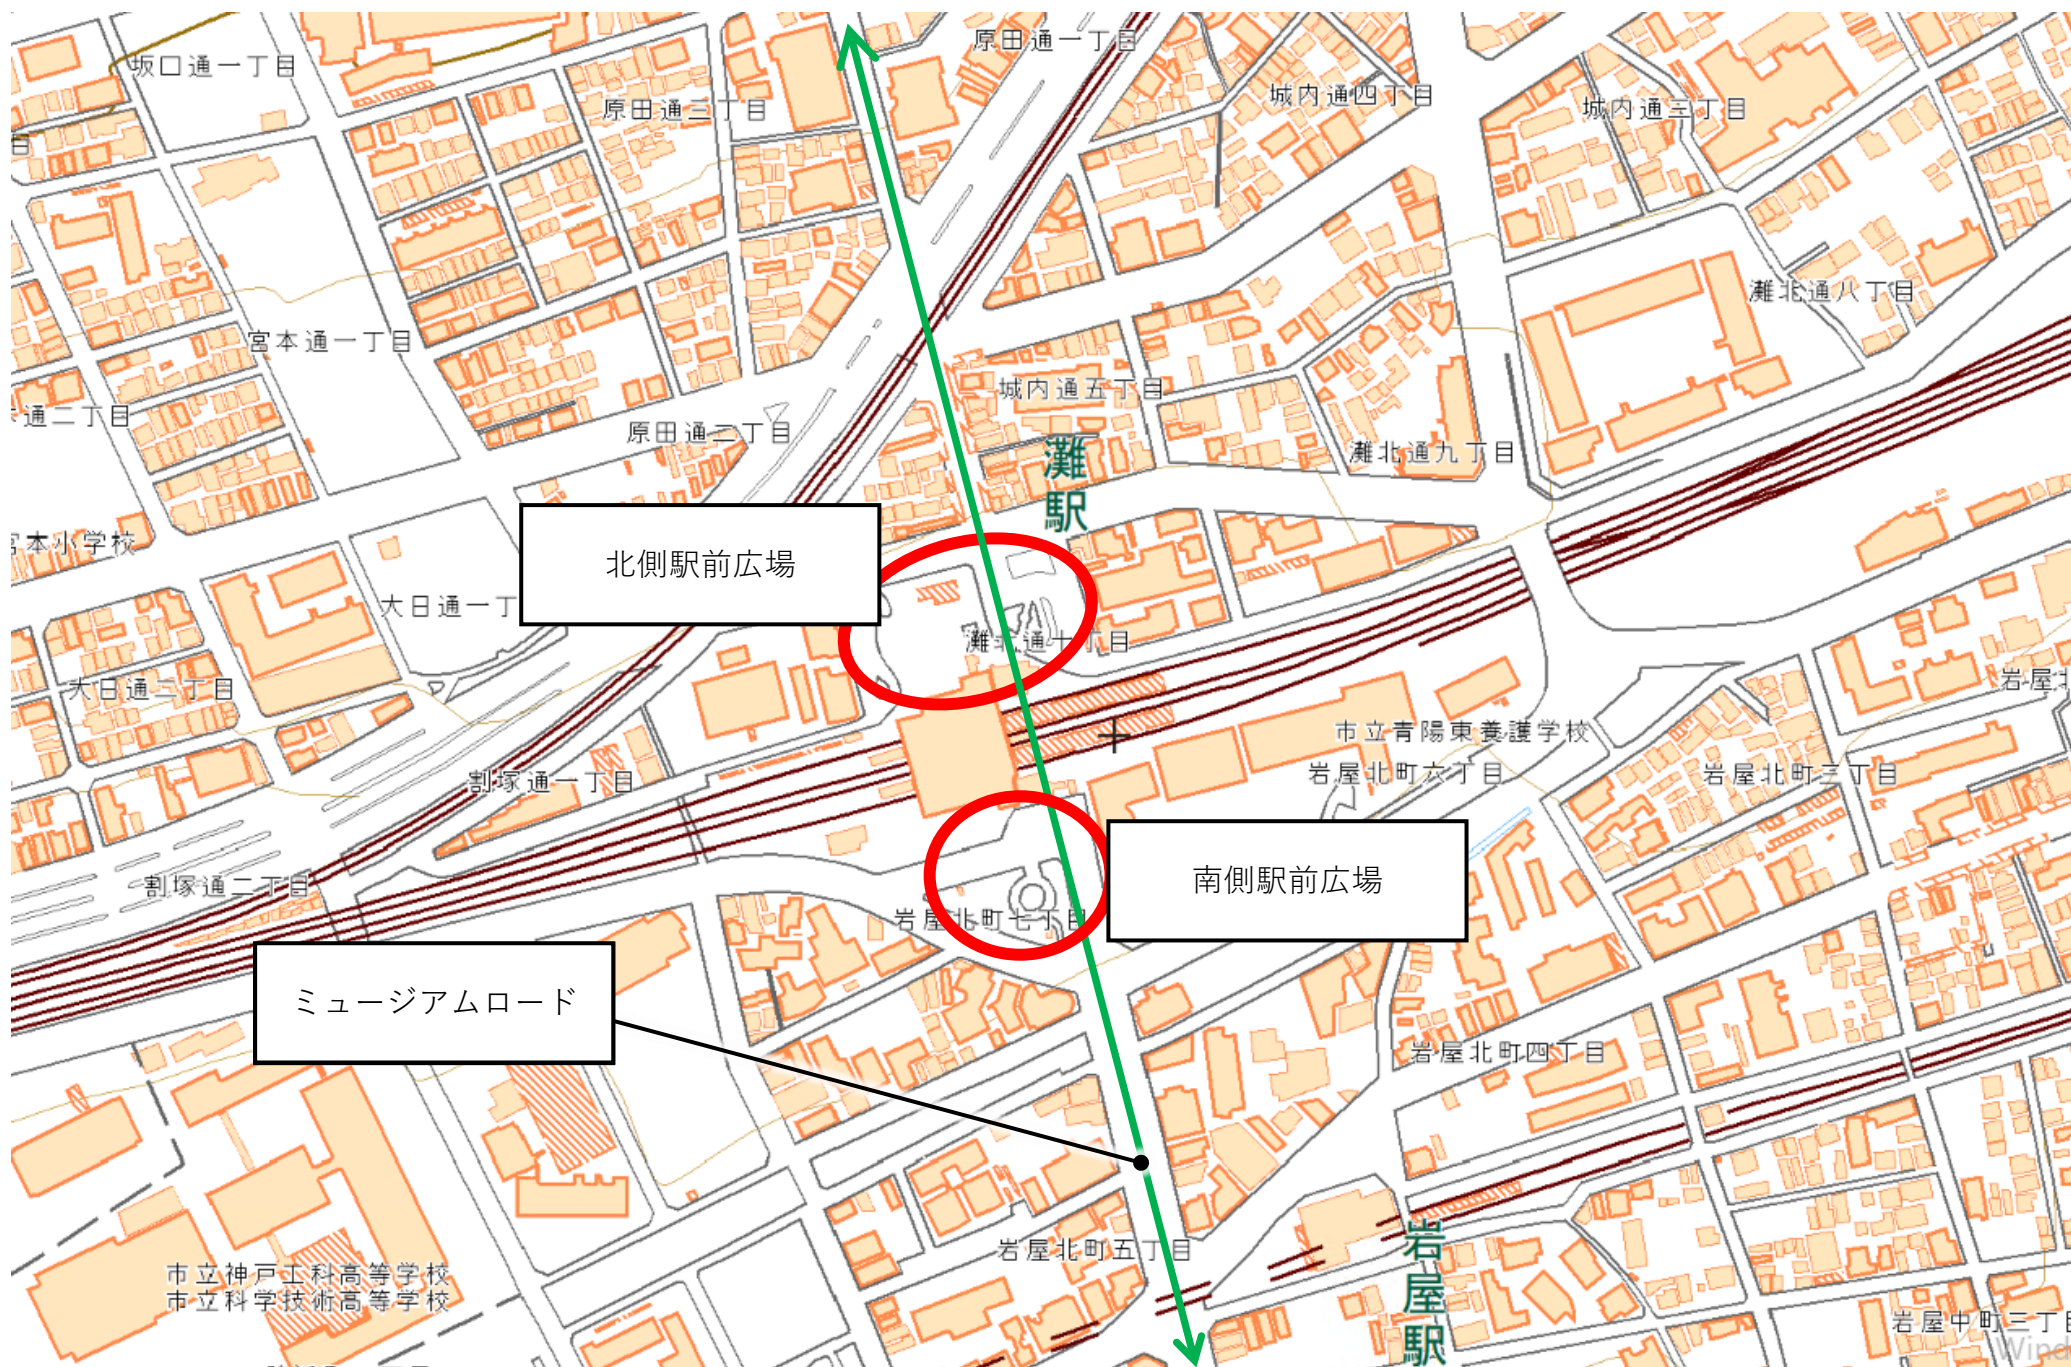 原田通一丁目
坂口通一丁目
城内通四丁目
原田通三丁目
城内通三丁目
目
灘北通八丁目
宮本通一丁目
城内通五丁目
通二丁目
原田通二丁目
灘北通九丁目
灘駅
宮本小学校
北側駅前広場
大日通一丁
灘北通十丁目
大日通二丁目
岩屋北
市立青陽東養護学校
岩屋北町六丁目
岩屋北町三丁目
割塚通一丁目
南側駅前広場
割塚通二丁目
岩屋北町七丁目
ミュージアムロード
岩屋北町四丁目
岩屋北町五丁目
岩屋駅
市立神戸工科高等学校
市立科学技術高等学校
岩屋中町三丁目
Wind